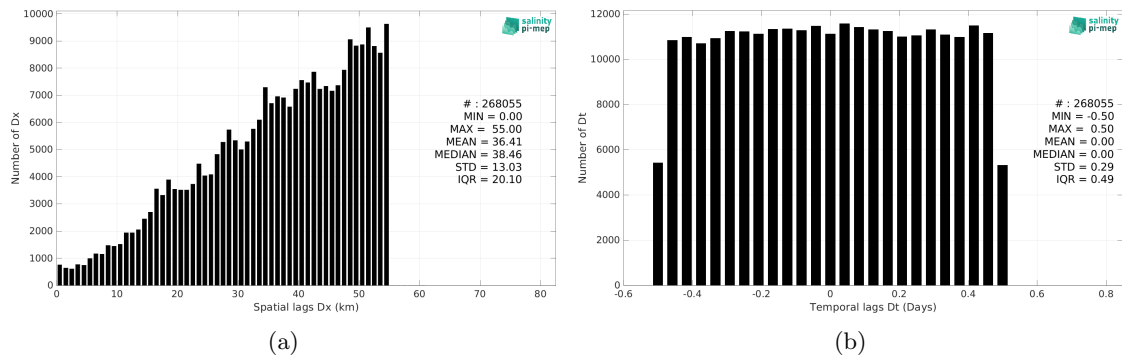 10000
9000
8000
7000
6000
5000
4000
3000
2000
1000
0
Number of Dx
0 10 20 30 40 50 60 70 80
Spatial lags Dx (km)
salinity
pi-mep
# : 268055
MIN = 0.00
MAX = 55.00
MEAN = 36.41
MEDIAN = 38.46
STD = 13.03
IQR = 20.10
(a)
12000
10000
8000
6000
4000
2000
0
Number of Dt
-0.6 -0.4 -0.2 0 0.2 0.4 0.6 0.8
Temporal lags Dt (Days)
salinity
pi-mep
# : 268055
MIN = -0.50
MAX = 0.50
MEAN = 0.00
MEDIAN = 0.00
STD = 0.29
IQR = 0.49
(b)